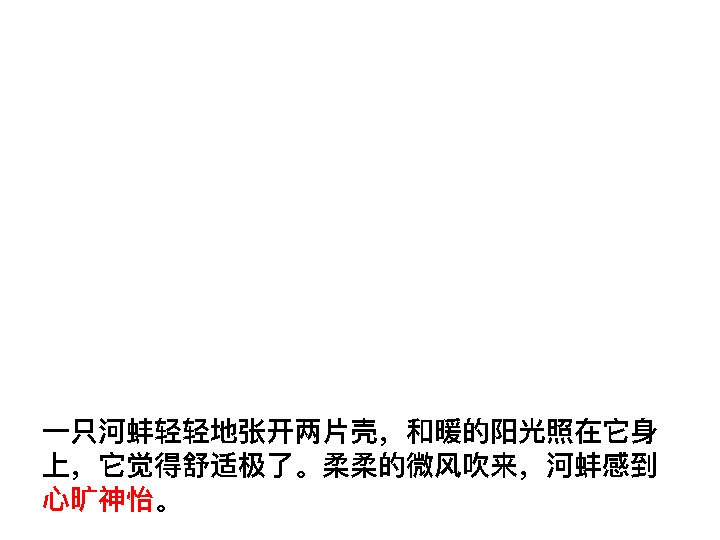 一只河蚌轻轻地张开两片壳，和暖的阳光照在它身
上，它觉得舒适极了。柔柔的微风吹来，河蚌感到
心旷神怡。